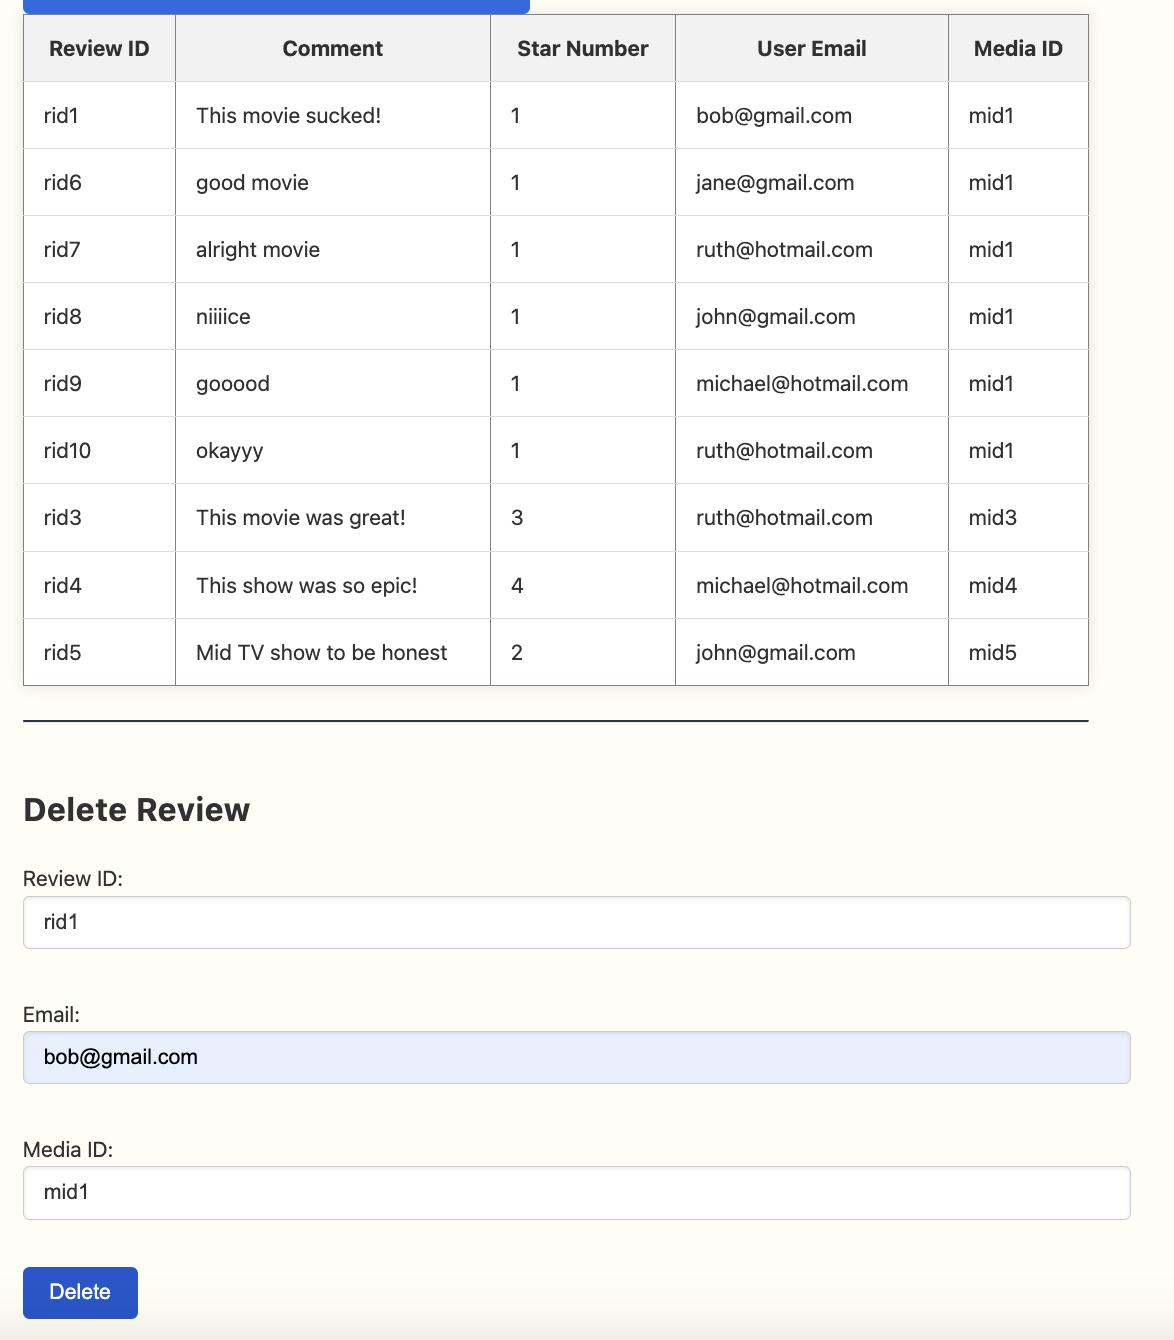 Review ID Comment Star Number User Email Media ID
rid1 This movie sucked! 1 bob@gmail.com mid1
rid6 good movie 1 jane@gmail.com mid1
rid7 alright movie 1 ruth@hotmail.com mid1
rid8 niiiice 1 john@gmail.com mid1
rid9 gooood 1 michael@hotmail.com mid1
rid10 okayyy 1 ruth@hotmail.com mid1
rid3 This movie was great! 3 ruth@hotmail.com mid3
rid4 This show was so epic! 4 michael@hotmail.com mid4
rid5 Mid TV show to be honest 2 john@gmail.com mid5
Delete Review
Review ID:
rid1
Email:
bob@gmail.com
Media ID:
mid1
Delete